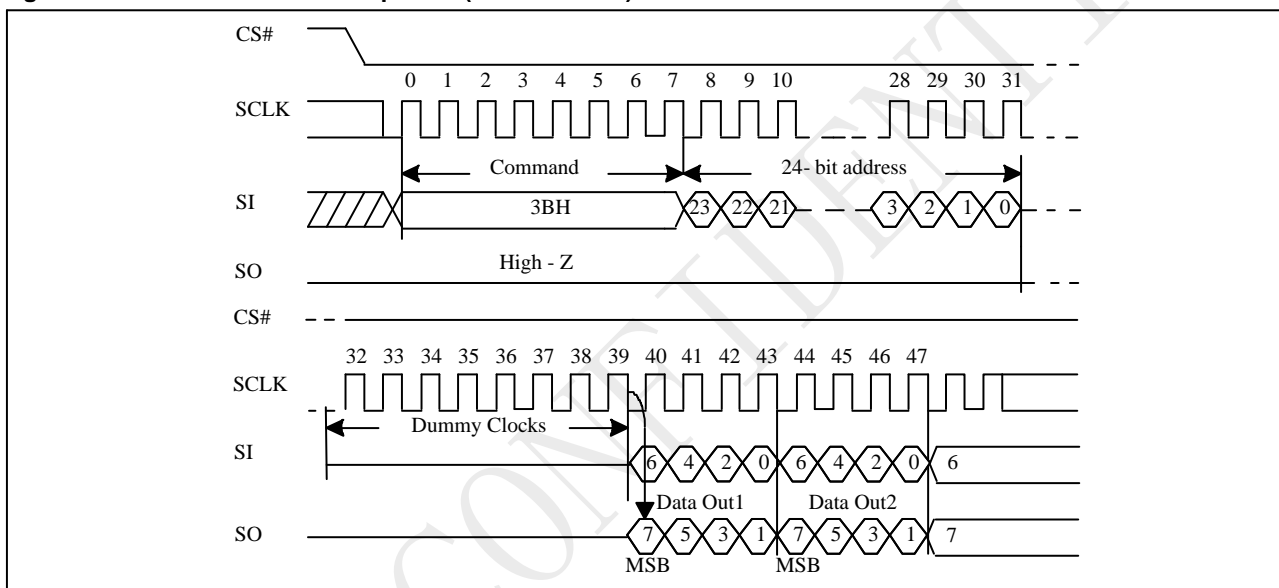 CS#
0 1 2 3 4 5 6 7 8 9 10 28 29 30 31
SCLK
Command 24- bit address
SI 3BH 23 22 21 3 2 1 0
SO High - Z
CS#
32 33 34 35 36 37 38 39 40 41 42 43 44 45 46 47
SCLK
Dummy Clocks
SI 6 4 2 0 6 4 2 0 6
Data Out1 Data Out2
SO 7 5 3 1 7 5 3 1 7
MSB MSB